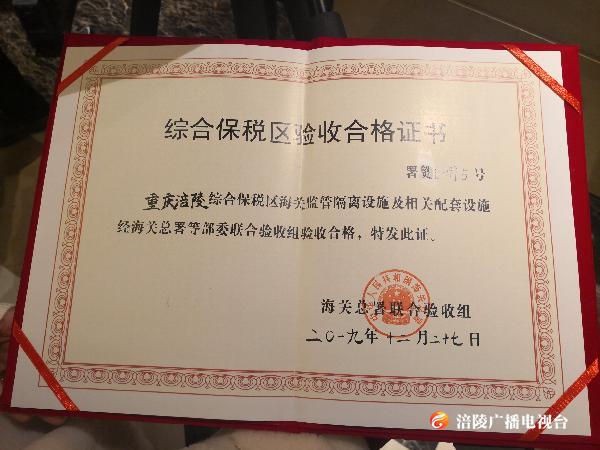 综合保税区验收合格证书
署贸 5号
重庆涪陵综合保税区海关监管隔离设施及相关配套设施
经海关总署等部委联合验收组验收合格，特发此证。
海关总署联合验收组
二〇一九年十二月二十七日
涪陵广播电视台